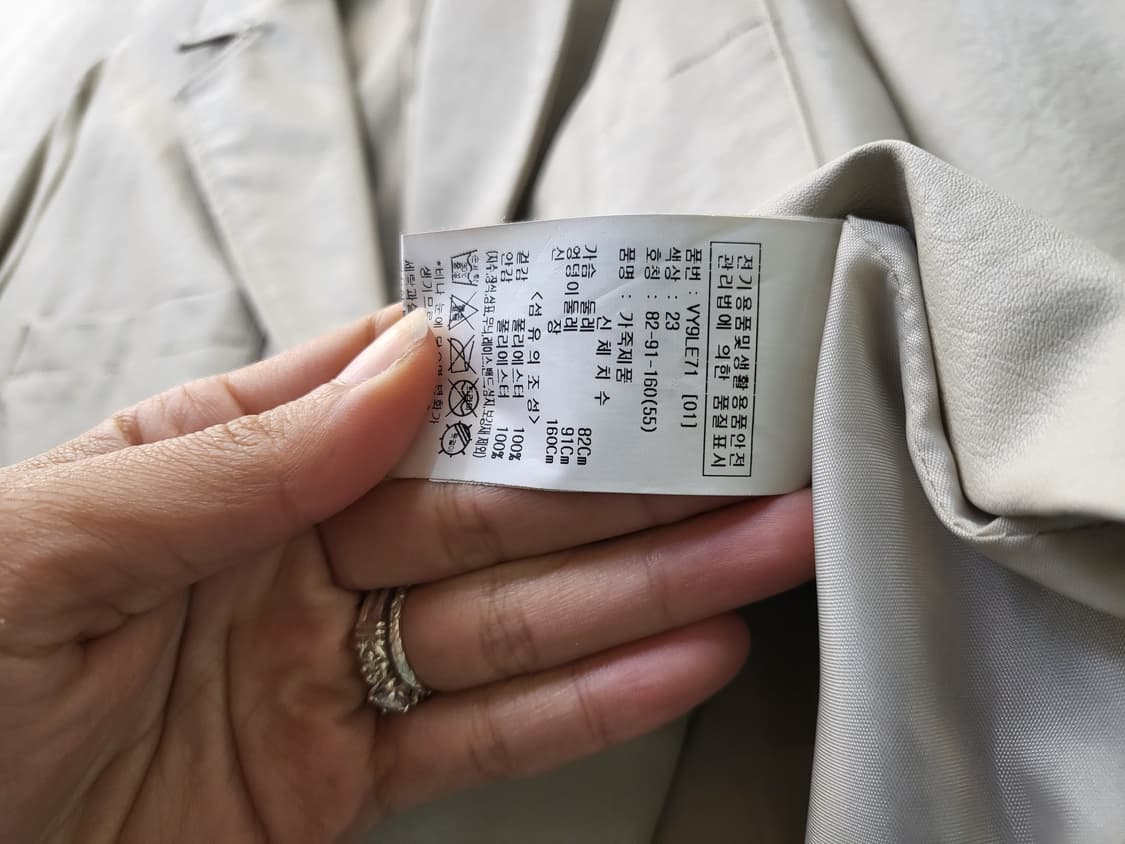 전기용품및생활용품안전
관리법에 의한 품질표시
품번 : VY9LE71 [01]
색상 : 23
호칭 : 82-91-160(55)
품명 : 가죽제품
신 체 치 수
가슴 둘레 82Cm
엉덩이둘레 91Cm
신 장 160Cm
<섬 유 의 조 성>
겉감 폴리에스터 100%
안감 폴리에스터 100%